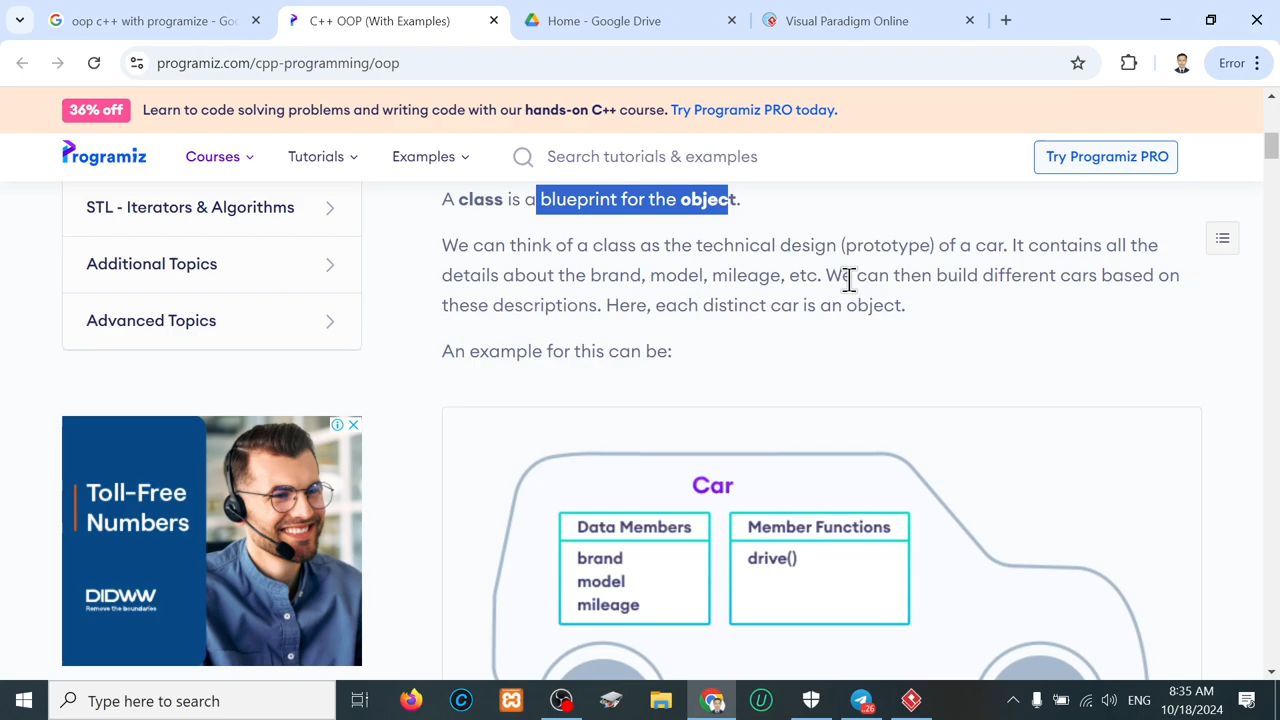 oop c++ with programize - Goo
C++ OOP (With Examples)
Home - Google Drive
Visual Paradigm Online
programiz.com/cpp-programming/oop
Error
36% off
Learn to code solving problems and writing code with our hands-on C++ course. Try Programiz PRO today.
Programiz
Courses
Tutorials
Examples
Search tutorials & examples
Try Programiz PRO
STL - Iterators & Algorithms
Additional Topics
Advanced Topics
A class is a blueprint for the object.
We can think of a class as the technical design (prototype) of a car. It contains all the
details about the brand, model, mileage, etc. We can then build different cars based on
these descriptions. Here, each distinct car is an object.
An example for this can be:
Toll-Free
Numbers
DIDWW
Remove the boundaries
Car
Data Members
brand
model
mileage
Member Functions
drive()
Type here to search
26
ENG
8:35 AM
10/18/2024